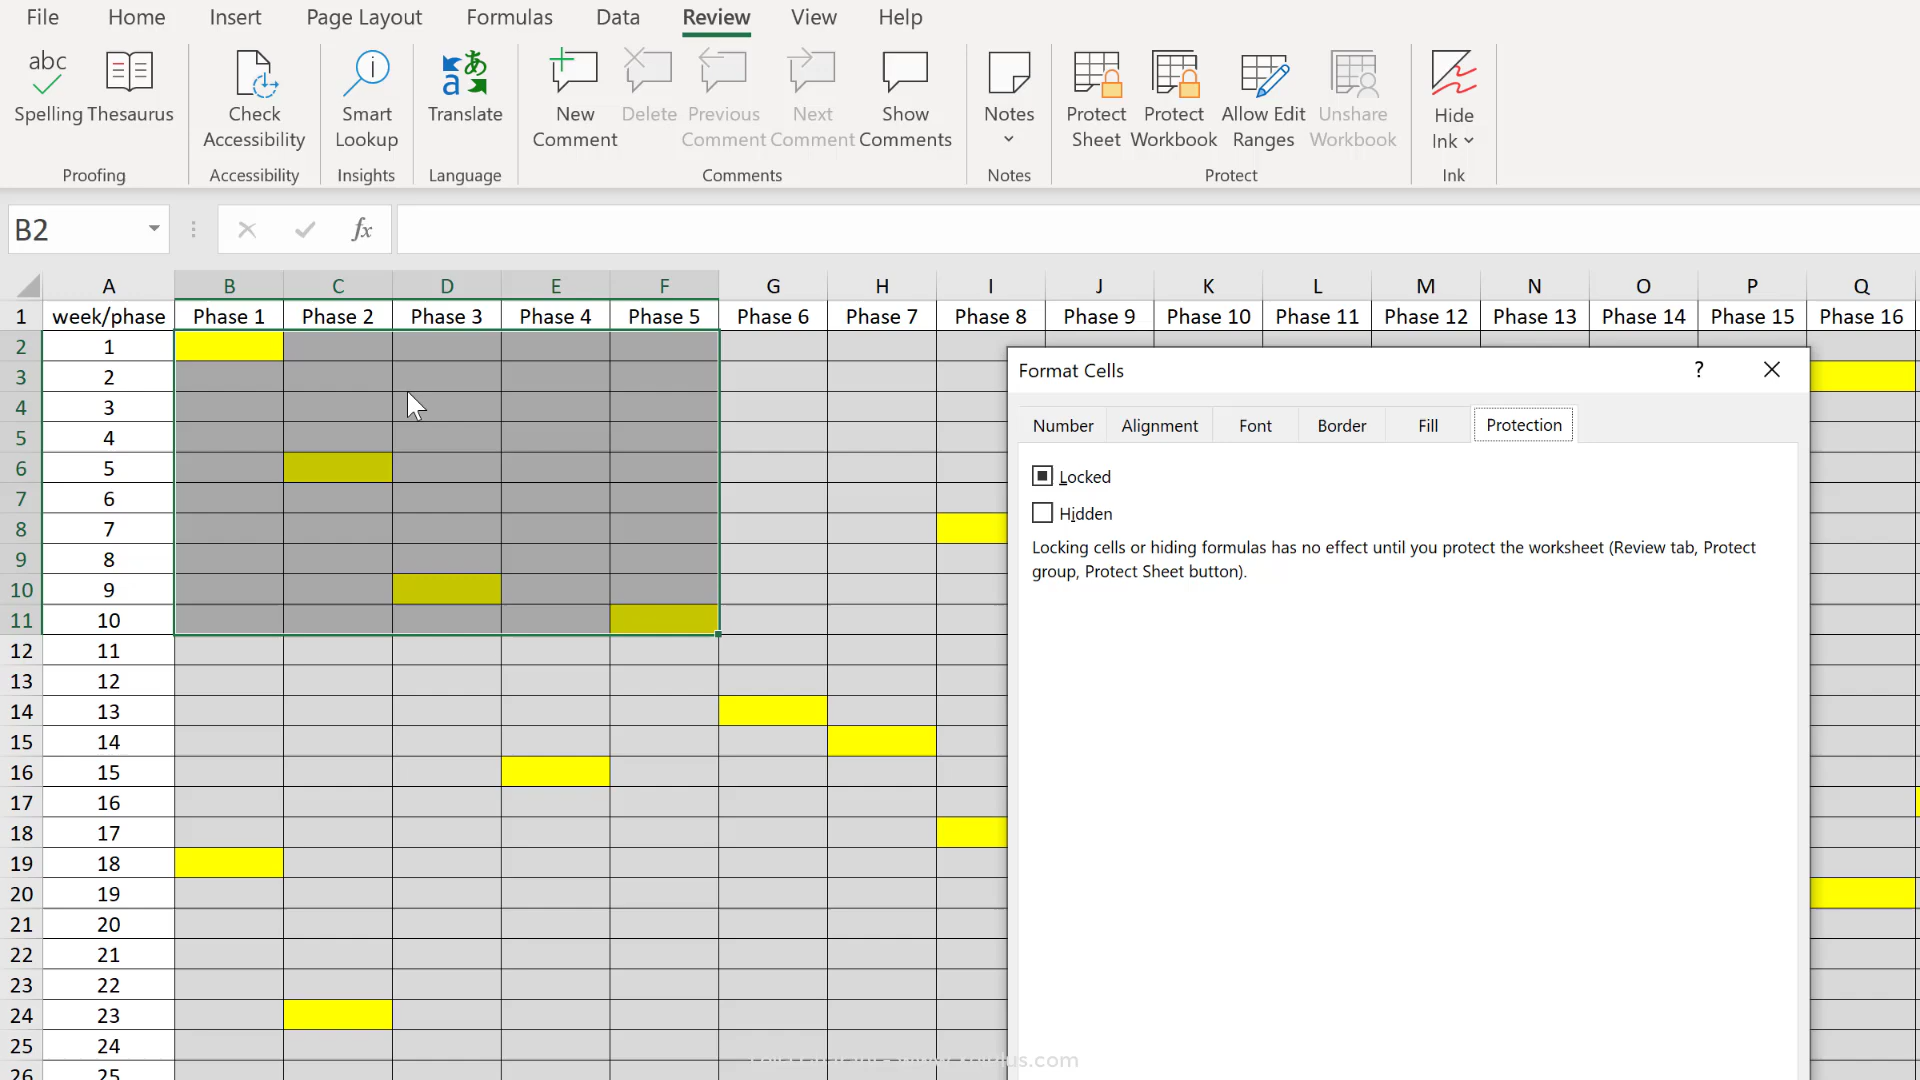 File Home Insert Page Layout Formulas Data Review View Help
abc
Spelling Thesaurus Check Accessibility Smart Lookup Translate New Comment Delete Previous Comment Next Comment Show Comments Notes Protect Sheet Protect Workbook Allow Edit Ranges Unshare Workbook Hide Ink
Proofing Accessibility Insights Language Comments Notes Protect Ink
B2 fx
A B C D E F G H I J K L M N O P Q
1 week/phase Phase 1 Phase 2 Phase 3 Phase 4 Phase 5 Phase 6 Phase 7 Phase 8 Phase 9 Phase 10 Phase 11 Phase 12 Phase 13 Phase 14 Phase 15 Phase 16
2 1
3 2
4 3
5 4
6 5
7 6
8 7
9 8
10 9
11 10
12 11
13 12
14 13
15 14
16 15
17 16
18 17
19 18
20 19
21 20
22 21
23 22
24 23
25 24
26 25
Format Cells ?
Number Alignment Font Border Fill Protection
Locked
Hidden
Locking cells or hiding formulas has no effect until you protect the worksheet (Review tab, Protect
group, Protect Sheet button).